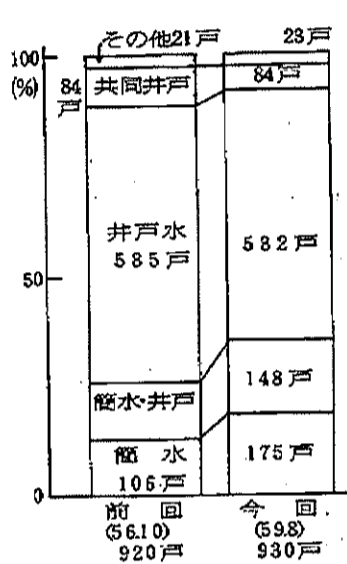 その他21戸
23戸
100
(%)
84
戸
共同井戸
84戸
井戸水
585戸
532戸
50
簡水・井戸
148戸
簡水
106戸
175戸
0
前回
(56.10)
920戸
今回
(59.8)
930戸